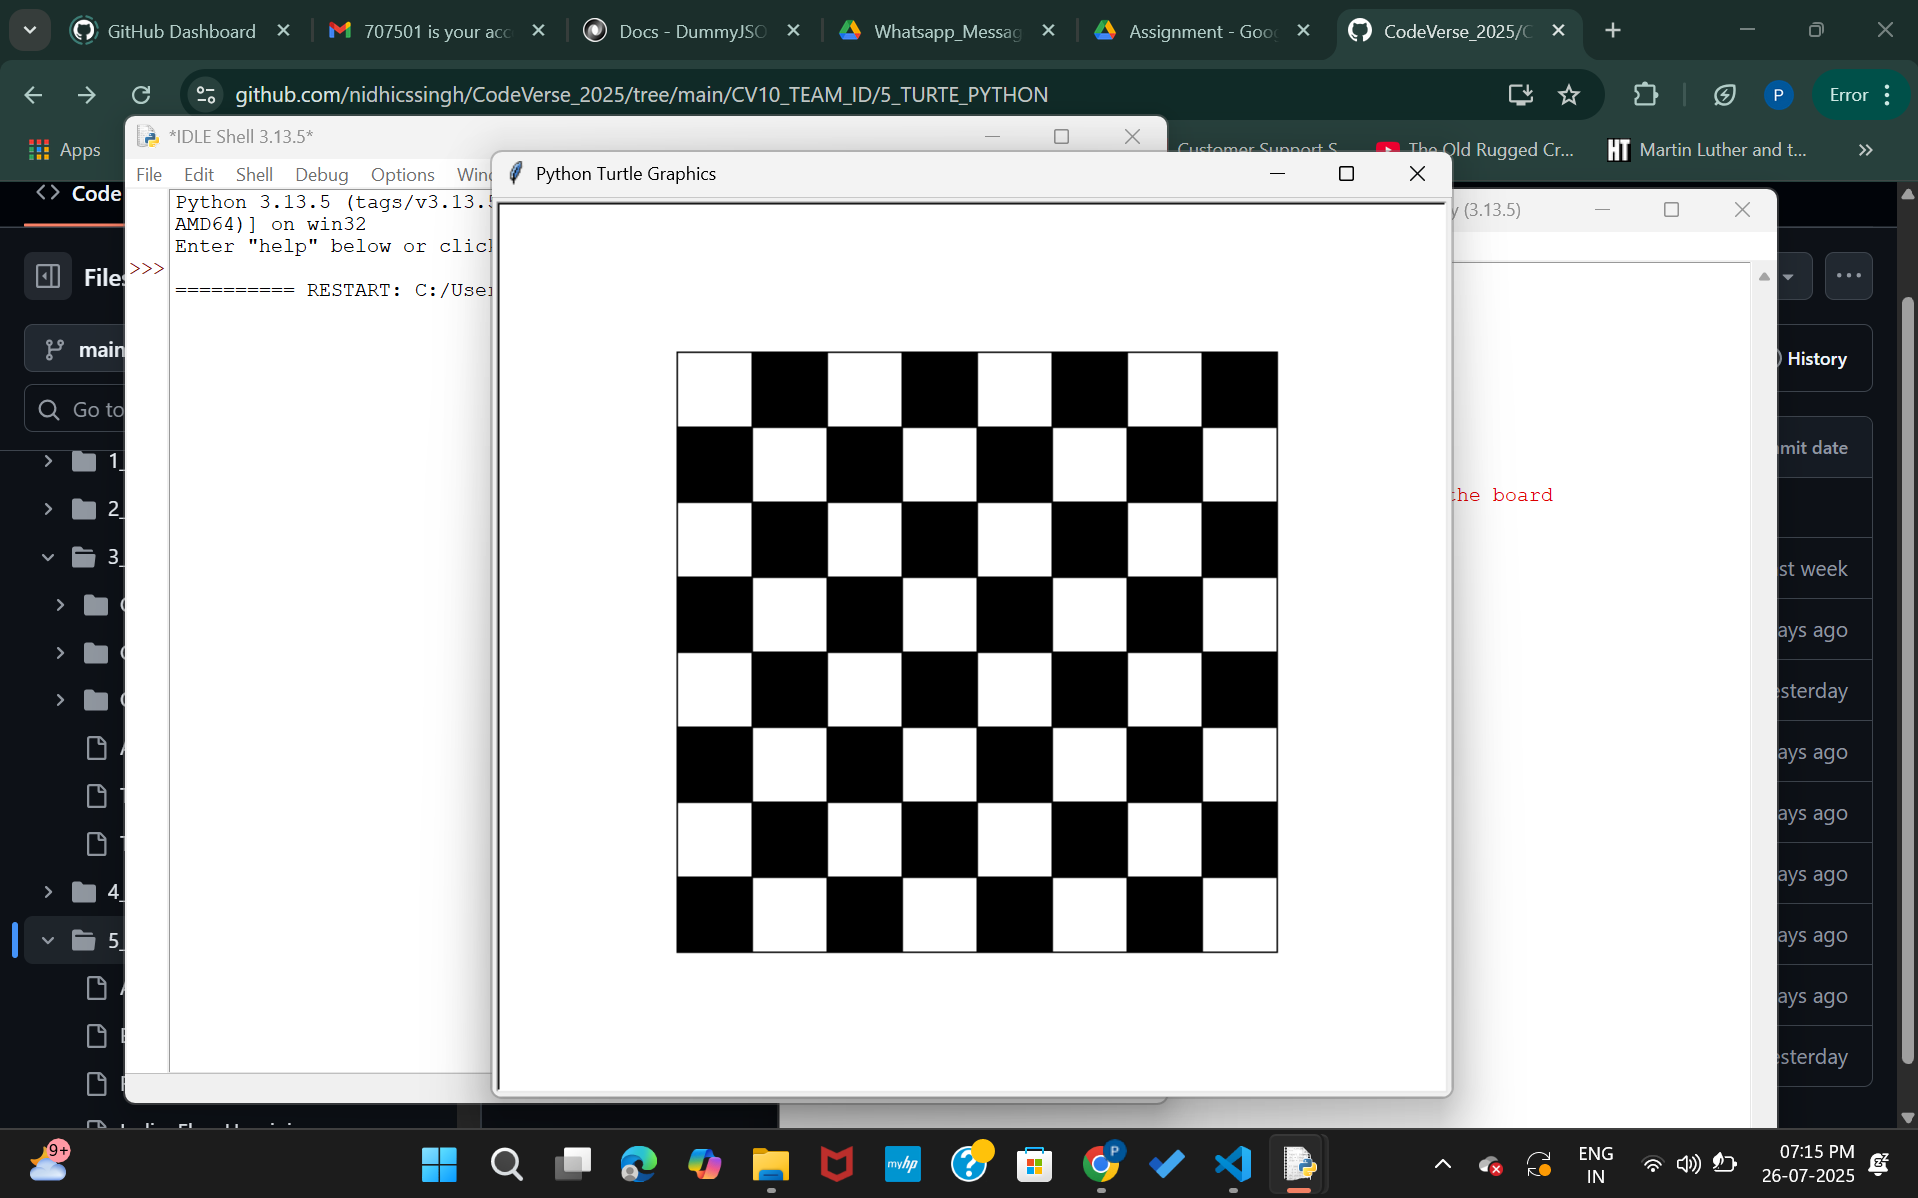 GitHub Dashboard
707501 is your acc
Docs - DummyJSO
Whatsapp_Messag
Assignment - Goo
CodeVerse_2025/C
github.com/nidhicssingh/CodeVerse_2025/tree/main/CV10_TEAM_ID/5_TURTE_PYTHON
P
Error
Apps
Customer Support S
The Old Rugged Cr...
HT Martin Luther and t...
*IDLE Shell 3.13.5*
File Edit Shell Debug Options Wind
Python 3.13.5 (tags/v3.13.5
AMD64)] on win32
Enter "help" below or clic
>>>
========== RESTART: C:/User
Python Turtle Graphics
(3.13.5)
the board
Code
Files
main
Go to
1_
2_
3_
4_
5_
History
mit date
st week
ays ago
esterday
ays ago
ays ago
ays ago
ays ago
ays ago
esterday
9+
myhp
P
ENG
IN
07:15 PM
26-07-2025